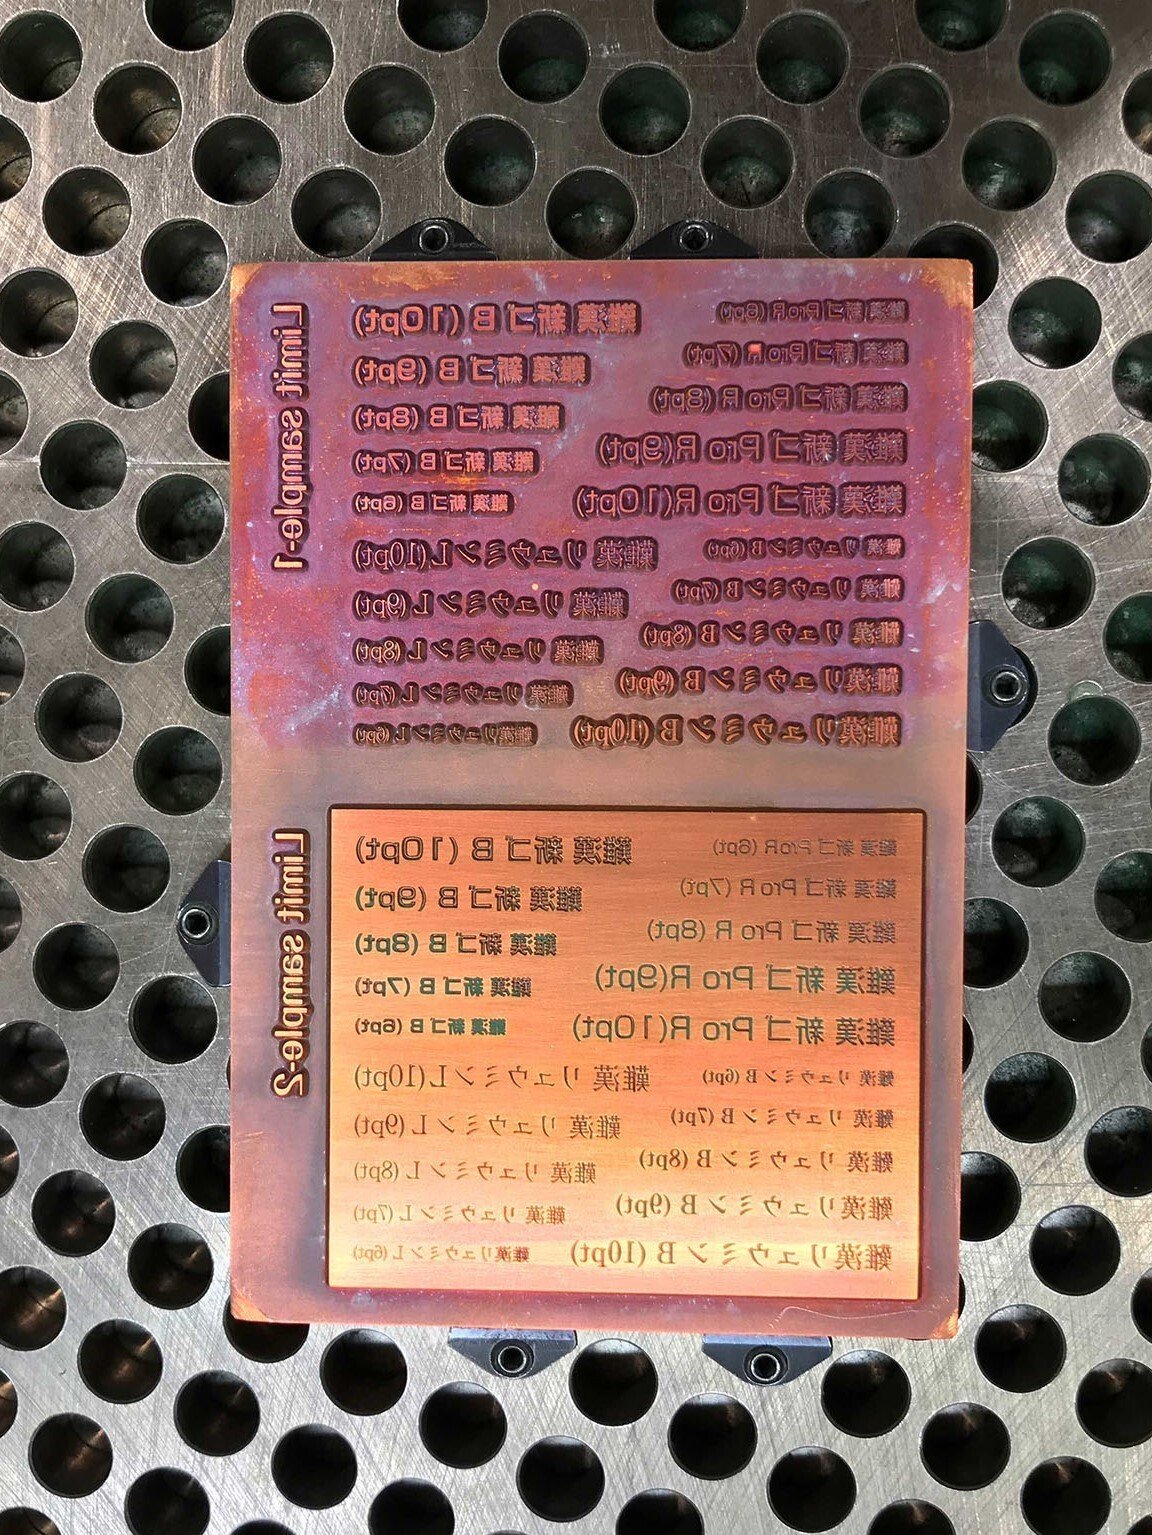 Limit sample-1
難漢 新ゴ Pro R (6pt)
難漢 新ゴ Pro R (7pt)
難漢 新ゴ Pro R (8pt)
難漢 新ゴ Pro R(9pt)
難漢 新ゴ Pro R(10pt)
難漢 リュウミン B (6pt)
難漢 リュウミン B (7pt)
難漢 リュウミン B (8pt)
難漢 リュウミン B (9pt)
難漢 リュウミン B (10pt)
難漢 新ゴ B (10pt)
難漢 新ゴ B (9pt)
難漢 新ゴ B (8pt)
難漢 新ゴ B (7pt)
難漢 新ゴ B (6pt)
難漢 リュウミン L (10pt)
難漢 リュウミン L (9pt)
難漢 リュウミン L (8pt)
難漢 リュウミン L (7pt)
難漢 リュウミン L (6pt)
Limit sample-2
難漢 新ゴ Pro R (6pt)
難漢 新ゴ Pro R (7pt)
難漢 新ゴ Pro R (8pt)
難漢 新ゴ Pro R(9pt)
難漢 新ゴ Pro R(10pt)
難漢 リュウミン B (6pt)
難漢 リュウミン B (7pt)
難漢 リュウミン B (8pt)
難漢 リュウミン B (9pt)
難漢 リュウミン B (10pt)
難漢 新ゴ B (10pt)
難漢 新ゴ B (9pt)
難漢 新ゴ B (8pt)
難漢 新ゴ B (7pt)
難漢 新ゴ B (6pt)
難漢 リュウミン L (10pt)
難漢 リュウミン L (9pt)
難漢 リュウミン L (8pt)
難漢 リュウミン L (7pt)
難漢 リュウミン L (6pt)